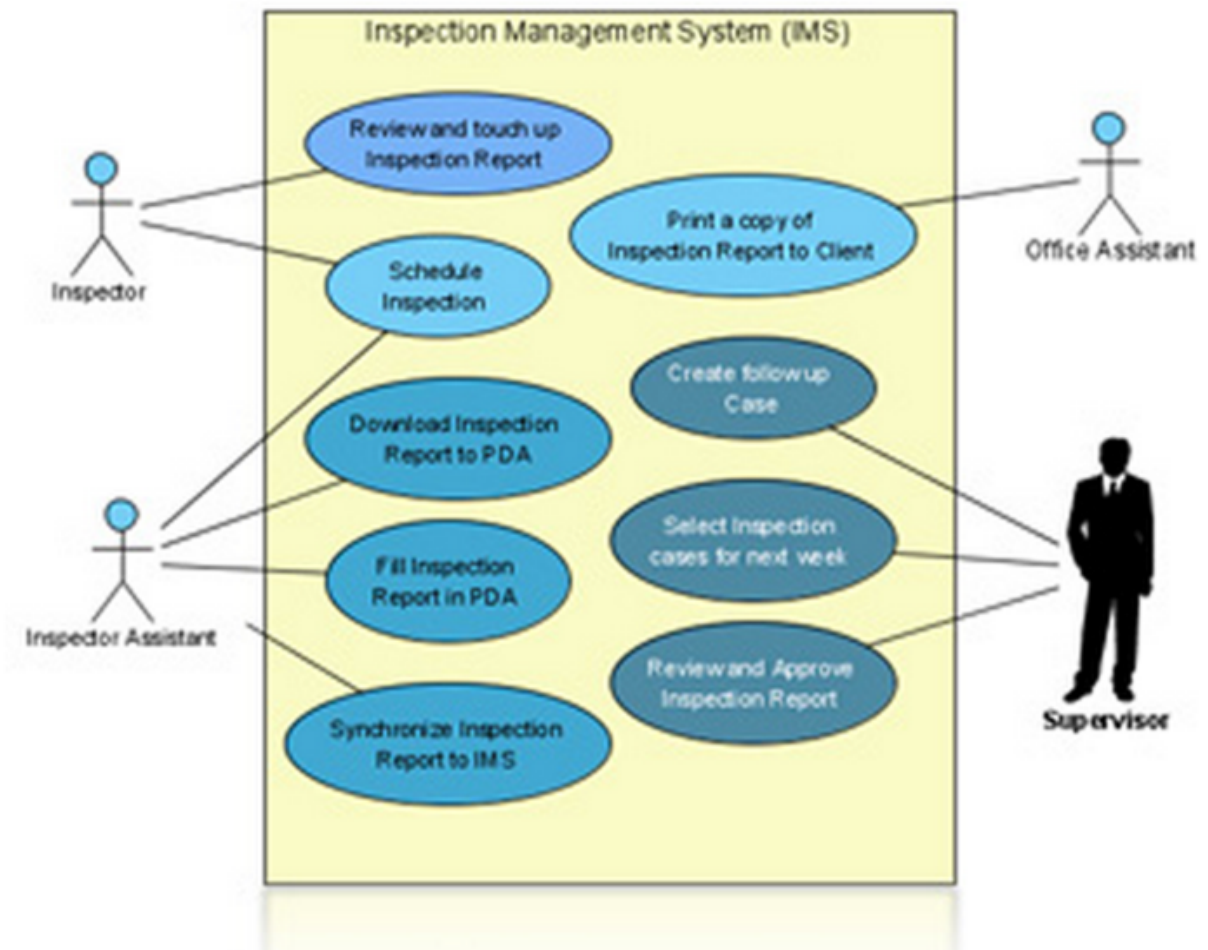 Inspection Management System (IMS)
Review and touch up
Inspection Report
Print a copy of
Inspection Report to Client
Office Assistant
Inspector
Schedule
Inspection
Create follow up
Case
Download Inspection
Report to PDA
Select Inspection
cases for next week
Fill Inspection
Report in PDA
Inspector Assistant
Review and Approve
Inspection Report
Supervisor
Synchronize Inspection
Report to IMS